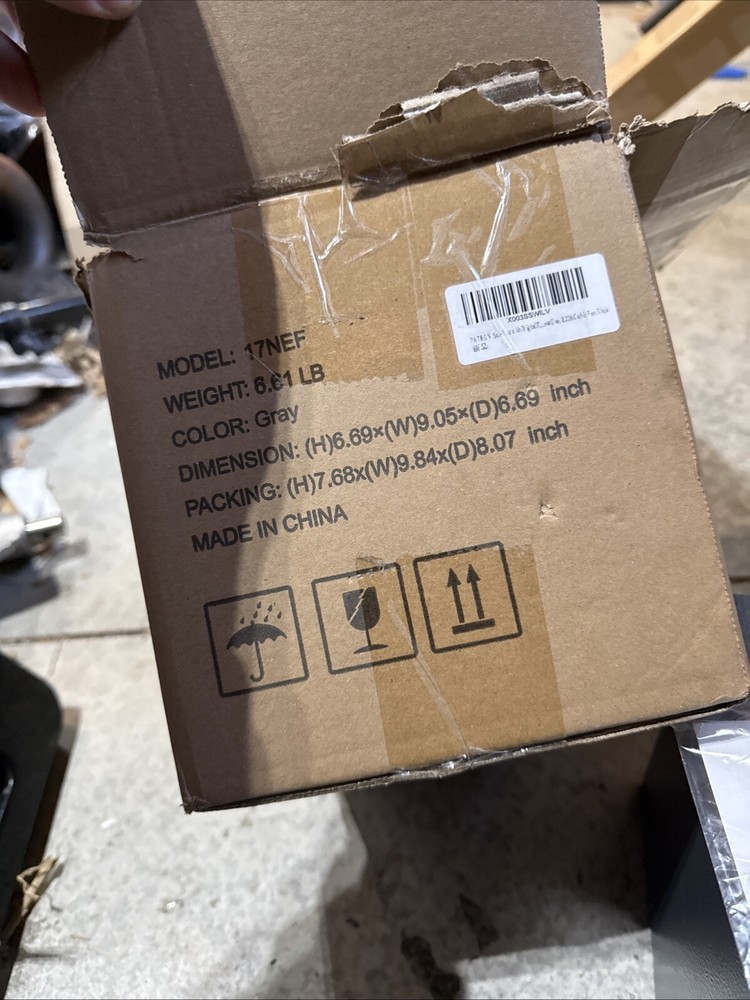 X003SSWILV
MODEL: 17NEF
WEIGHT: 6.61 LB
COLOR: Gray
DIMENSION: (H)6.69×(W)9.05×(D)6.69 inch
PACKING: (H)7.68x(W)9.84x(D)8.07 inch
MADE IN CHINA